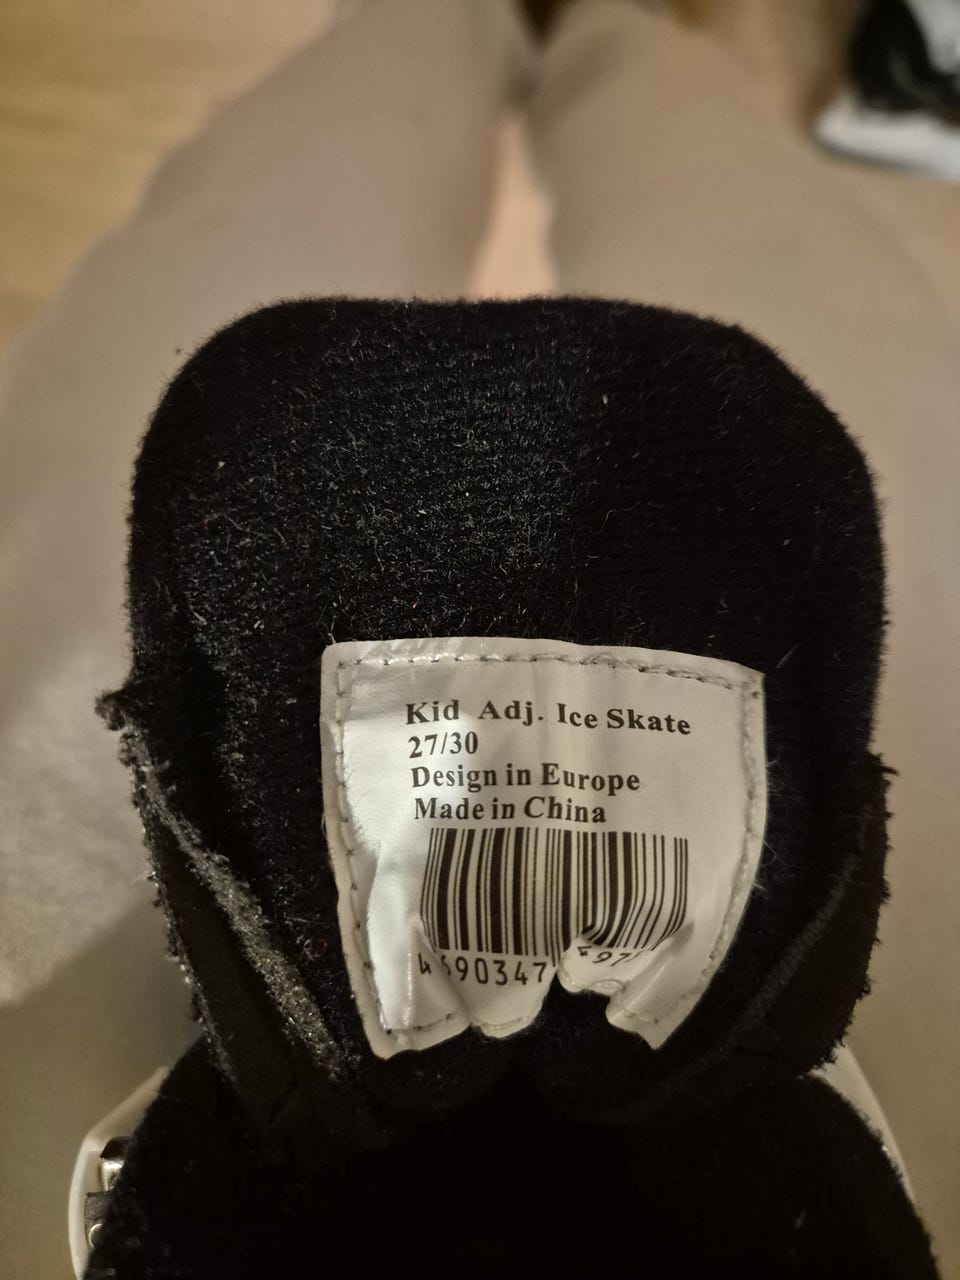 Kid Adj. Ice Skate
27/30
Design in Europe
Made in China